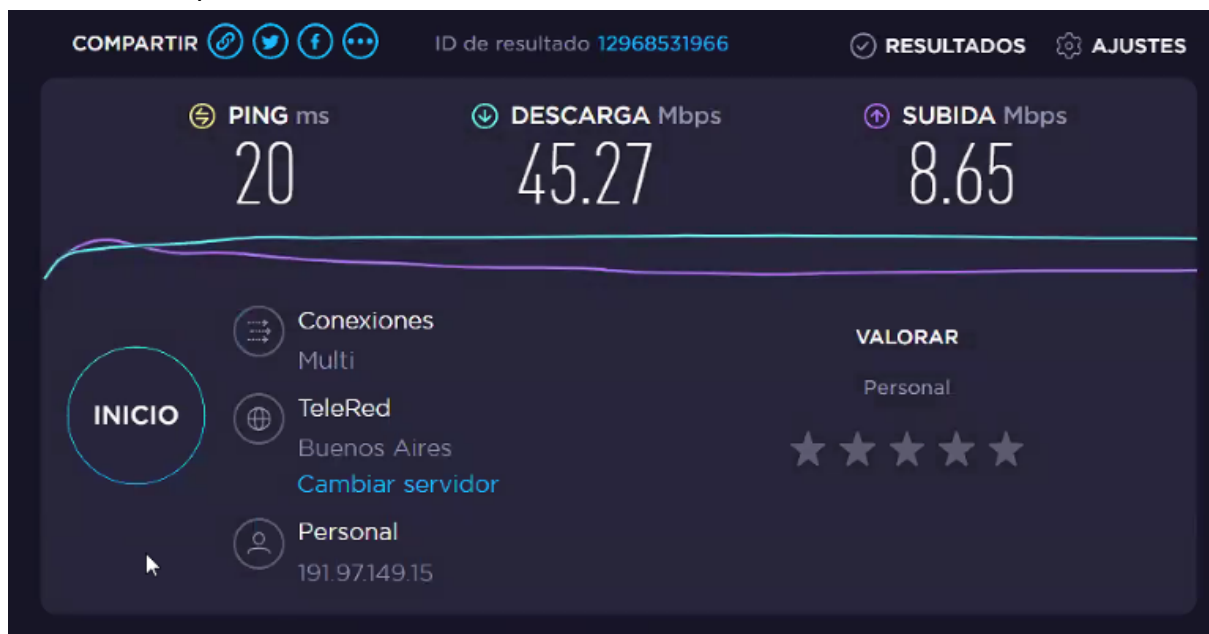 COMPARTIR ID de resultado 12968531966 RESULTADOS AJUSTES
PING ms DESCARGA Mbps SUBIDA Mbps
20 45.27 8.65
Conexiones
Multi
VALORAR
Personal
INICIO
TeleRed
Buenos Aires
Cambiar servidor
Personal
191.97.149.15